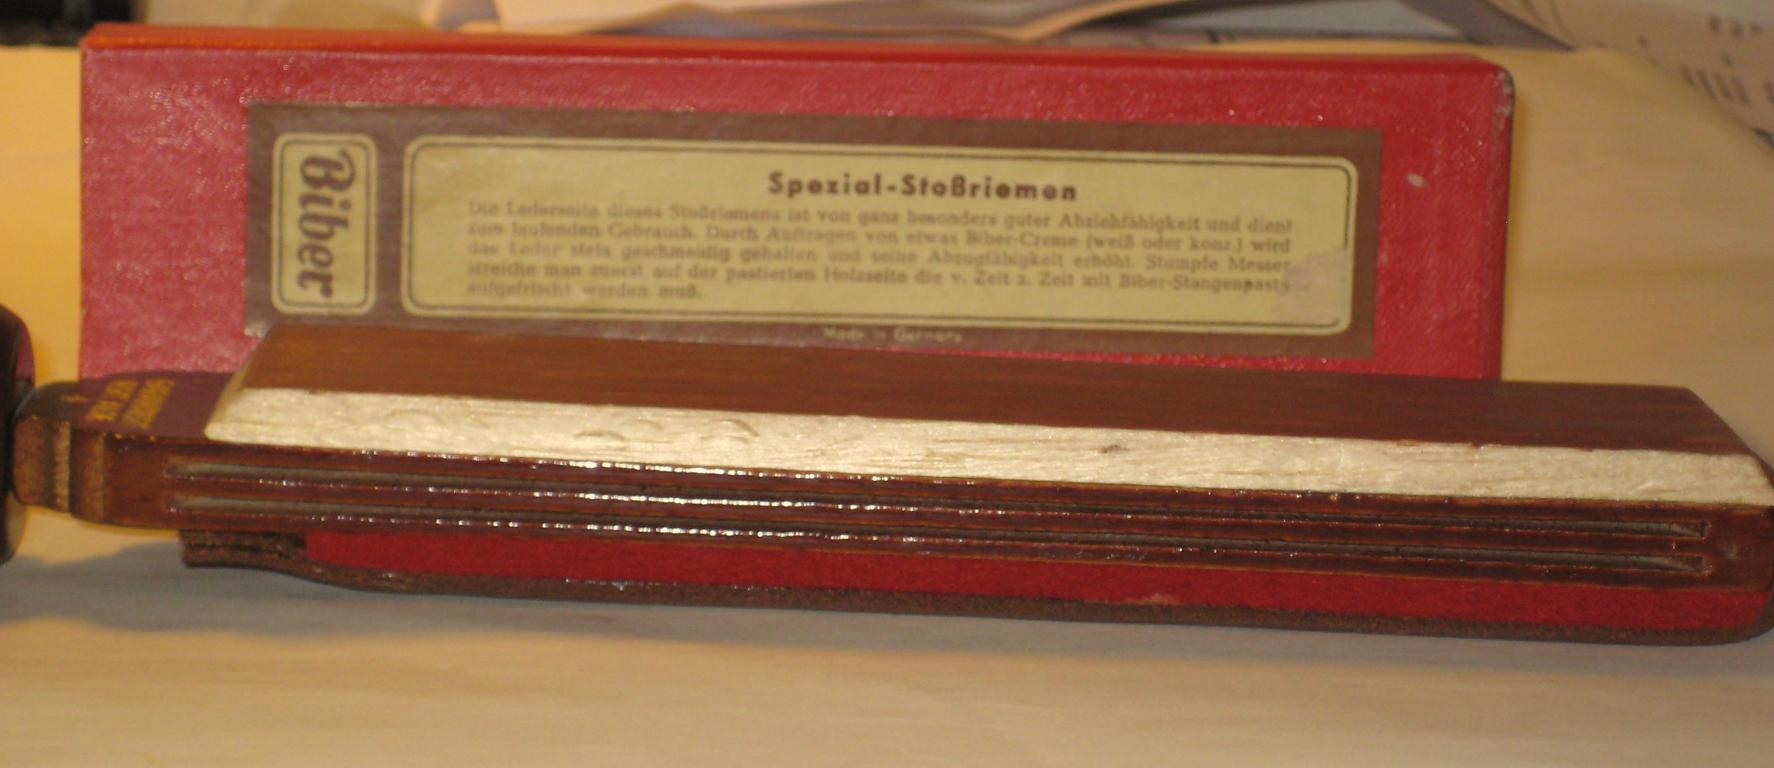 Biber
Spezial-Stoßriemen
Die Lederseite dieses Stoßriemens ist von ganz besonders guter Abziehfähigkeit und dient
zum laufenden Gebrauch. Durch Auftragen von etwas Biber-Creme (weiß oder konz.) wird
das Leder stets geschmeidig gehalten und seine Abzugfähigkeit erhöht. Stumpfe Messer
streiche man zuerst auf der pastierten Holzseite die v. Zeit z. Zeit mit Biber-Stangenpasta
aufgefrischt werden muß.
Made in Germany